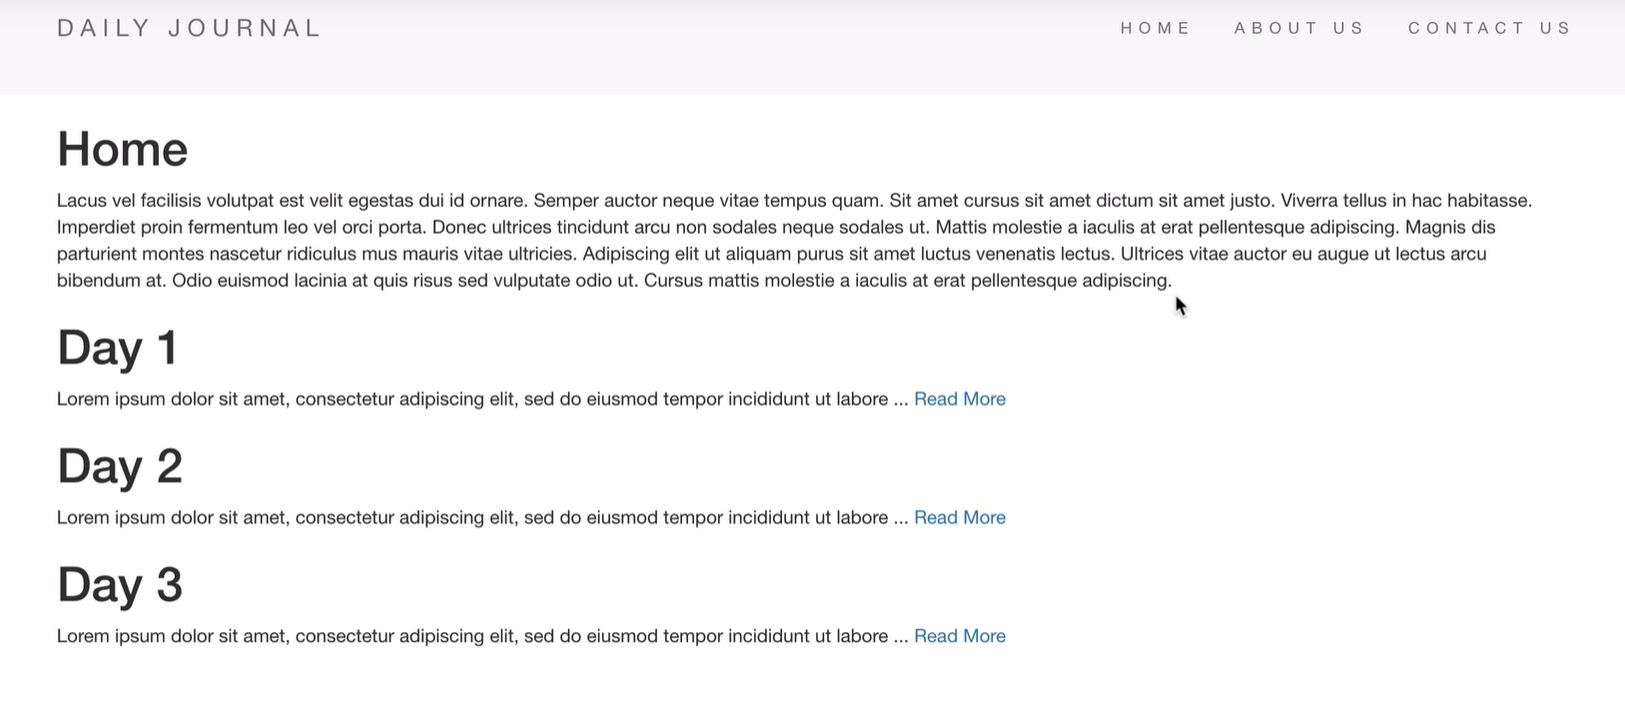 DAILY JOURNAL HOME ABOUT US CONTACT US
Home
Lacus vel facilisis volutpat est velit egestas dui id ornare. Semper auctor neque vitae tempus quam. Sit amet cursus sit amet dictum sit amet justo. Viverra tellus in hac habitasse.
Imperdiet proin fermentum leo vel orci porta. Donec ultrices tincidunt arcu non sodales neque sodales ut. Mattis molestie a iaculis at erat pellentesque adipiscing. Magnis dis
parturient montes nascetur ridiculus mus mauris vitae ultricies. Adipiscing elit ut aliquam purus sit amet luctus venenatis lectus. Ultrices vitae auctor eu augue ut lectus arcu
bibendum at. Odio euismod lacinia at quis risus sed vulputate odio ut. Cursus mattis molestie a iaculis at erat pellentesque adipiscing.
Day 1
Lorem ipsum dolor sit amet, consectetur adipiscing elit, sed do eiusmod tempor incididunt ut labore ... Read More
Day 2
Lorem ipsum dolor sit amet, consectetur adipiscing elit, sed do eiusmod tempor incididunt ut labore ... Read More
Day 3
Lorem ipsum dolor sit amet, consectetur adipiscing elit, sed do eiusmod tempor incididunt ut labore ... Read More